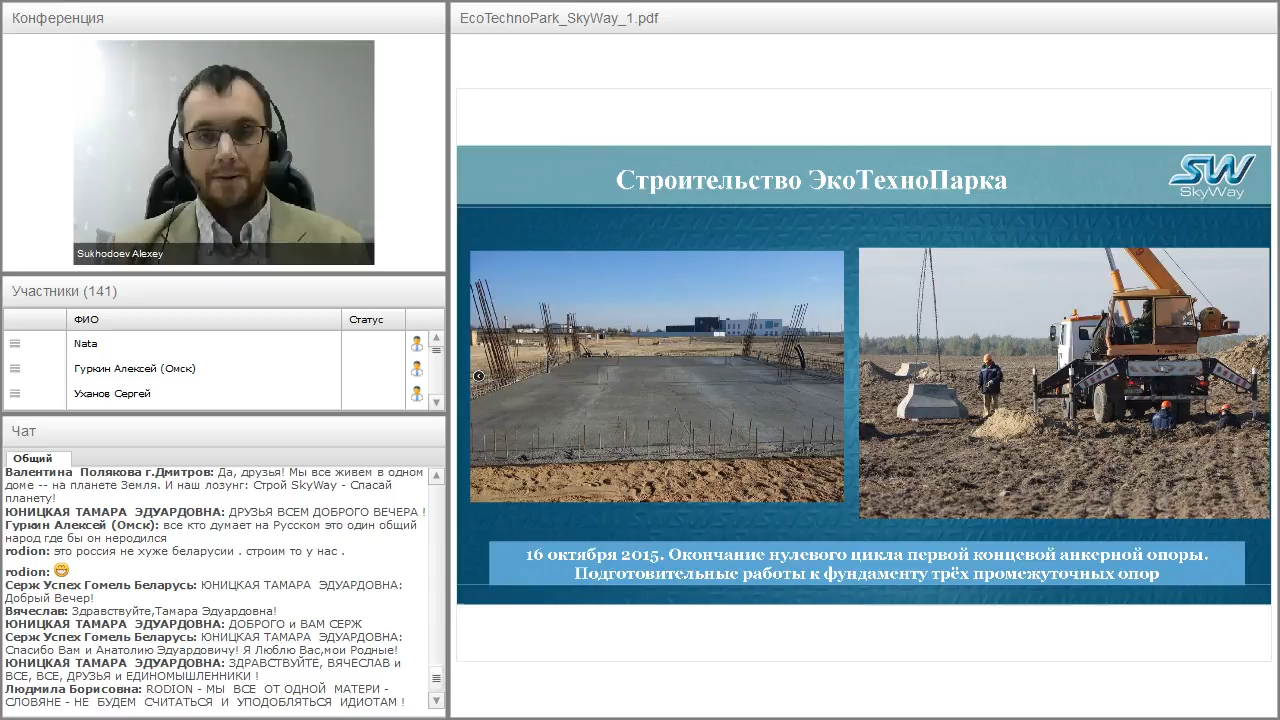 Конференция
Sukhodoev Alexey
Участники (141)
ФИО
Статус
Nata
Гуркин Алексей (Омск)
Уханов Сергей
Чат
Общий
Валентина Полякова г.Дмитров: Да, друзья! Мы все живем в одном
доме -- на планете Земля. И наш лозунг: Строй SkyWay - Спасай
планету!
ЮНИЦКАЯ ТАМАРА ЭДУАРДОВНА: ДРУЗЬЯ ВСЕМ ДОБРОГО ВЕЧЕРА !
Гуркин Алексей (Омск): все кто думает на Русском это один общий
народ где бы он неродился
rodion: это россия не хуже беларусии . строим то у нас .
rodion:
Серж Успех Гомель Беларусь: ЮНИЦКАЯ ТАМАРА ЭДУАРДОВНА:
Добрый Вечер!
Вячеслав: Здравствуйте,Тамара Эдуардовна!
ЮНИЦКАЯ ТАМАРА ЭДУАРДОВНА: ДОБРОГО и ВАМ СЕРЖ
Серж Успех Гомель Беларусь: ЮНИЦКАЯ ТАМАРА ЭДУАРДОВНА:
Спасибо Вам и Анатолию Эдуардовичу! Я Люблю Вас,мои Родные!
ЮНИЦКАЯ ТАМАРА ЭДУАРДОВНА: ЗДРАВСТВУЙТЕ, ВЯЧЕСЛАВ и
ВСЕ, ВСЕ, ДРУЗЬЯ и ЕДИНОМЫШЛЕННИКИ !
Людмила Борисовна: RODION - МЫ ВСЕ ОТ ОДНОЙ МАТЕРИ -
СЛОВЯНЕ - НЕ БУДЕМ СЧИТАТЬСЯ И УПОДОБЛЯТЬСЯ ИДИОТАМ !
EcoTechnoPark_SkyWay_1.pdf
Строительство ЭкоТехноПарка
SW
SkyWay
16 октября 2015. Окончание нулевого цикла первой концевой анкерной опоры.
Подготовительные работы к фундаменту трёх промежуточных опор